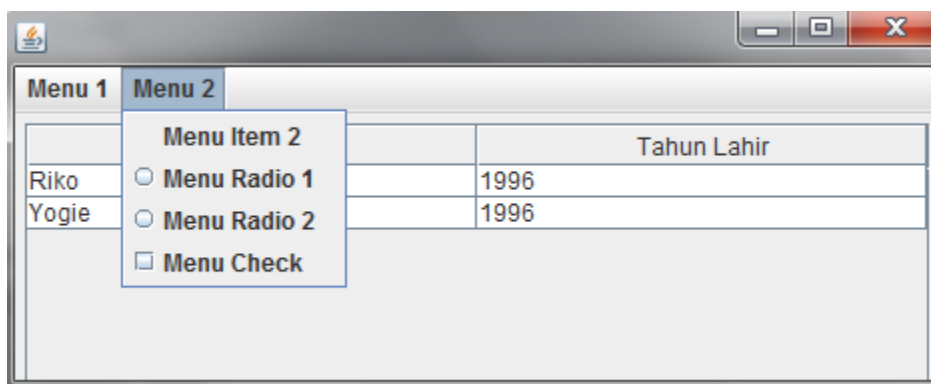 Menu 1 Menu 2
Menu Item 2
Tahun Lahir
Riko
Menu Radio 1
1996
Yogie
Menu Radio 2
1996
Menu Check